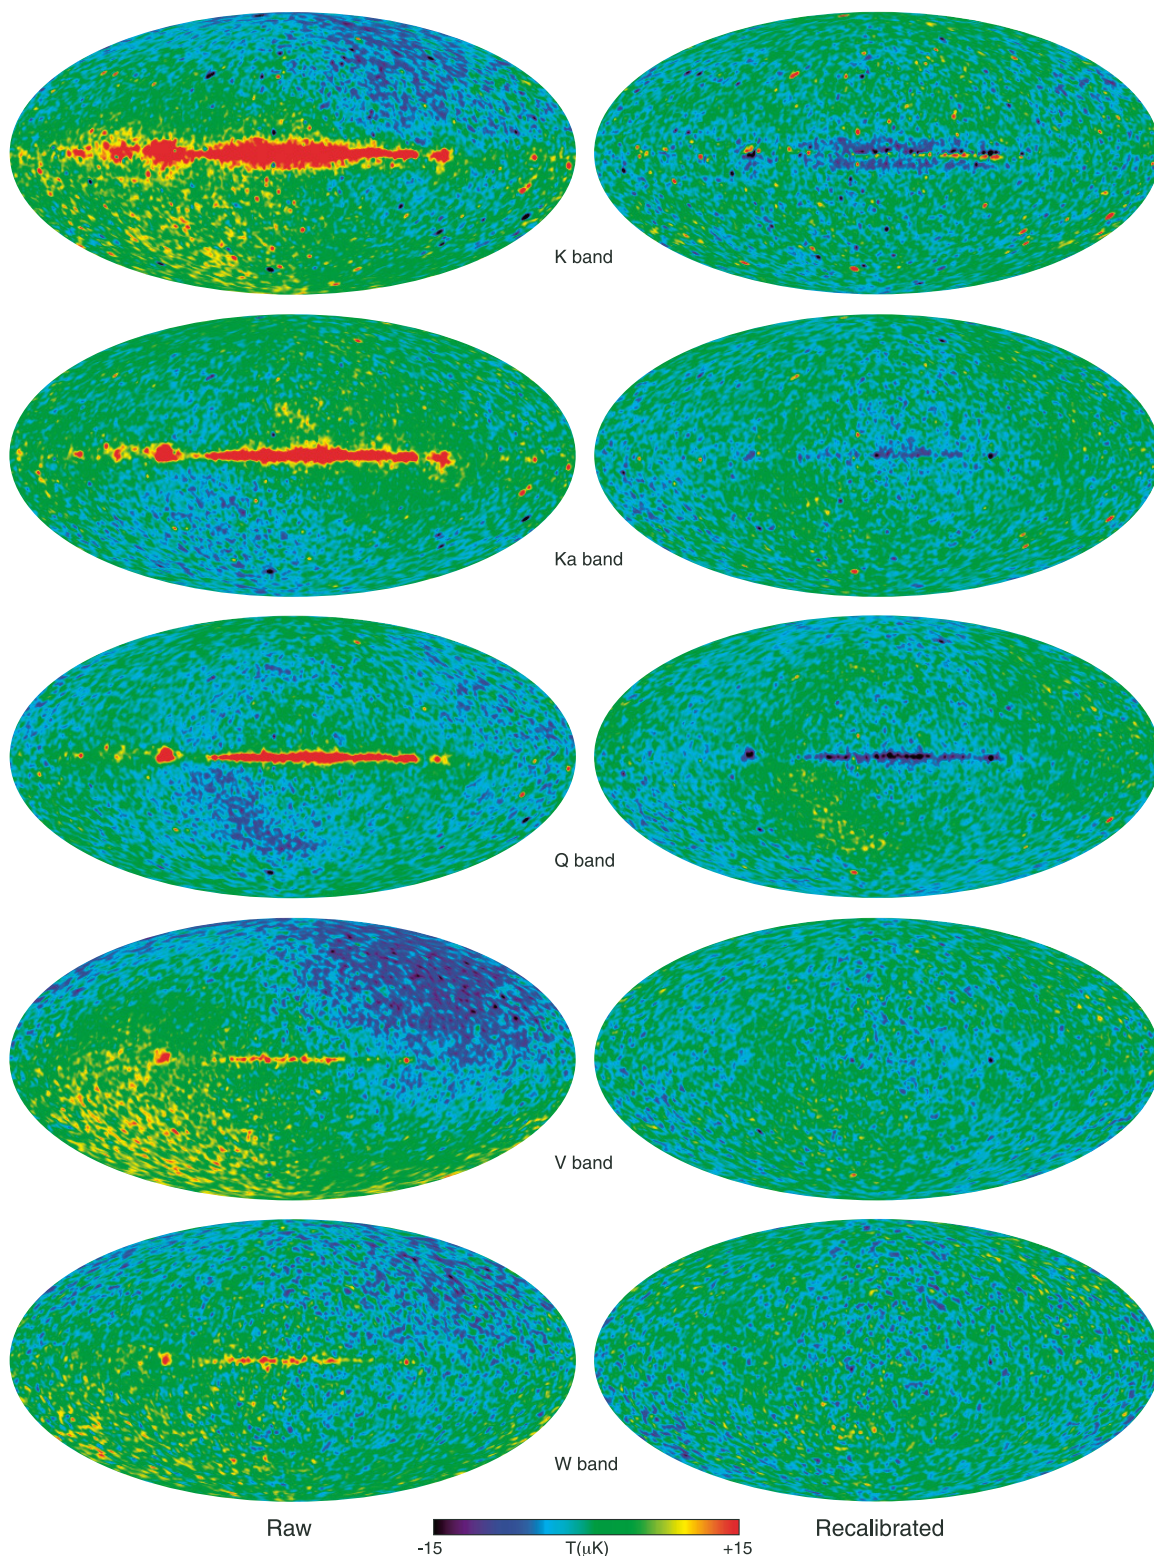 K band
Ka band
Q band
V band
W band
Raw
Recalibrated
-15 T(μK) +15